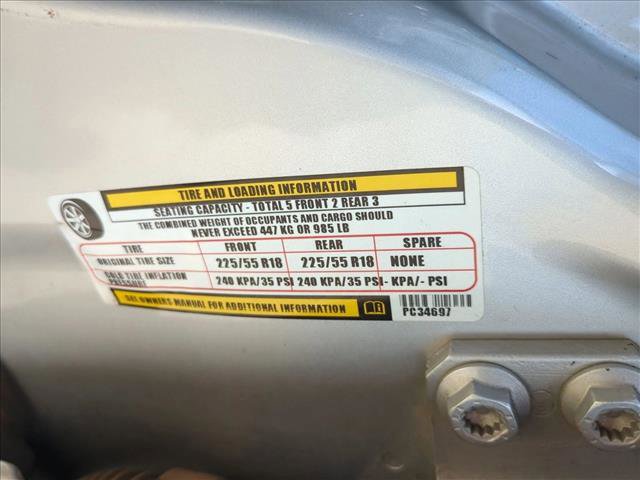 TIRE AND LOADING INFORMATION
SEATING CAPACITY - TOTAL 5 FRONT 2 REAR 3
THE COMBINED WEIGHT OF OCCUPANTS AND CARGO SHOULD
NEVER EXCEED 447 KG OR 985 LB
TIRE FRONT REAR SPARE
ORIGINAL TIRE SIZE 225/55 R18 225/55 R18 NONE
COLD TIRE INFLATION
PRESSURE 240 KPA/35 PSI 240 KPA/35 PSI - KPA/- PSI
SEE OWNERS MANUAL FOR ADDITIONAL INFORMATION
PC34697